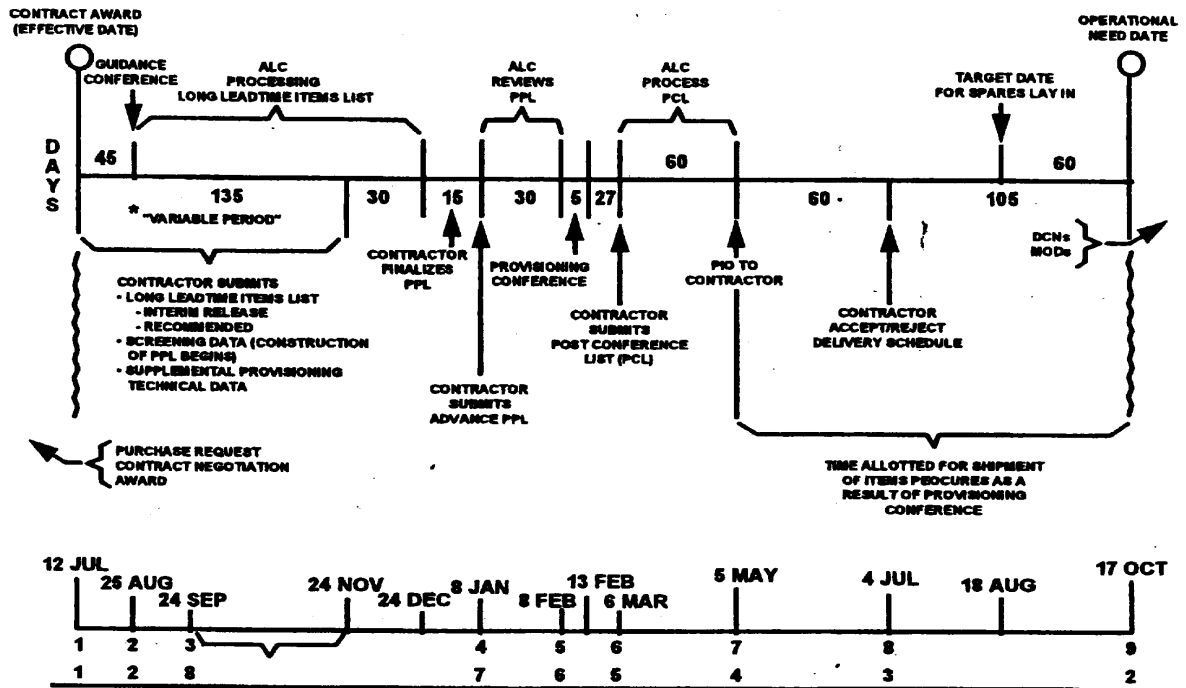 CONTRACT AWARD
(EFFECTIVE DATE)
OPERATIONAL
NEED DATE
GUIDANCE
CONFERENCE
ALC
PROCESSING
LONG LEADTIME ITEMS LIST
ALC
REVIEWS
PPL
ALC
PROCESS
PCL
TARGET DATE
FOR SPARES LAY IN
DAYS
45
60
60
135
30
15
30
5
27
60
105
* "VARIABLE PERIOD"
CONTRACTOR
FINALIZES
PPL
PROVISIONING
CONFERENCE
PIO TO
CONTRACTOR
DCNs
MODs
CONTRACTOR SUBMITS
- LONG LEADTIME ITEMS LIST
- INTERIM RELEASE
- RECOMMENDED
- SCREENING DATA (CONSTRUCTION
OF PPL BEGINS)
- SUPPLEMENTAL PROVISIONING
TECHNICAL DATA
CONTRACTOR
SUBMITS
POST CONFERENCE
LIST (PCL)
CONTRACTOR
ACCEPT/REJECT
DELIVERY SCHEDULE
CONTRACTOR
SUBMITS
ADVANCE PPL
PURCHASE REQUEST
CONTRACT NEGOTIATION
AWARD
TIME ALLOTTED FOR SHIPMENT
OF ITEMS PEOCURES AS A
RESULT OF PROVISIONING
CONFERENCE
12 JUL
25 AUG
24 SEP
24 NOV
24 DEC
8 JAN
8 FEB
13 FEB
6 MAR
5 MAY
4 JUL
18 AUG
17 OCT
1 2 3 4 5 6 7 8 9
1 2 8 7 6 5 4 3 2